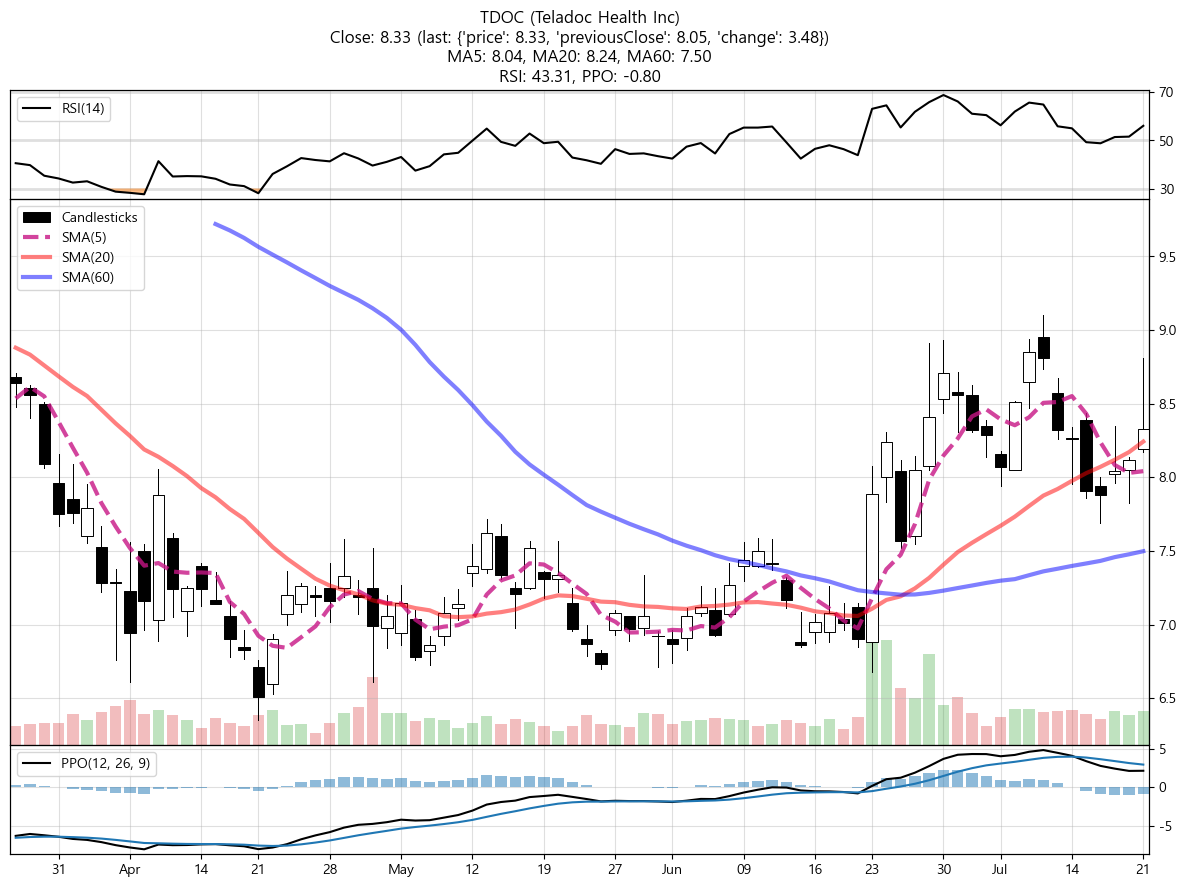 TDOC (Teladoc Health Inc)
Close: 8.33 (last: {'price': 8.33, 'previousClose': 8.05, 'change': 3.48})
MA5: 8.04, MA20: 8.24, MA60: 7.50
RSI: 43.31, PPO: -0.80
RSI(14)
70
50
30
Candlesticks
SMA(5)
SMA(20)
SMA(60)
9.5
9.0
8.5
8.0
7.5
7.0
6.5
PPO(12, 26, 9)
5
0
-5
31 Apr 14 21 28 May 12 19 27 Jun 09 16 23 30 Jul 14 21